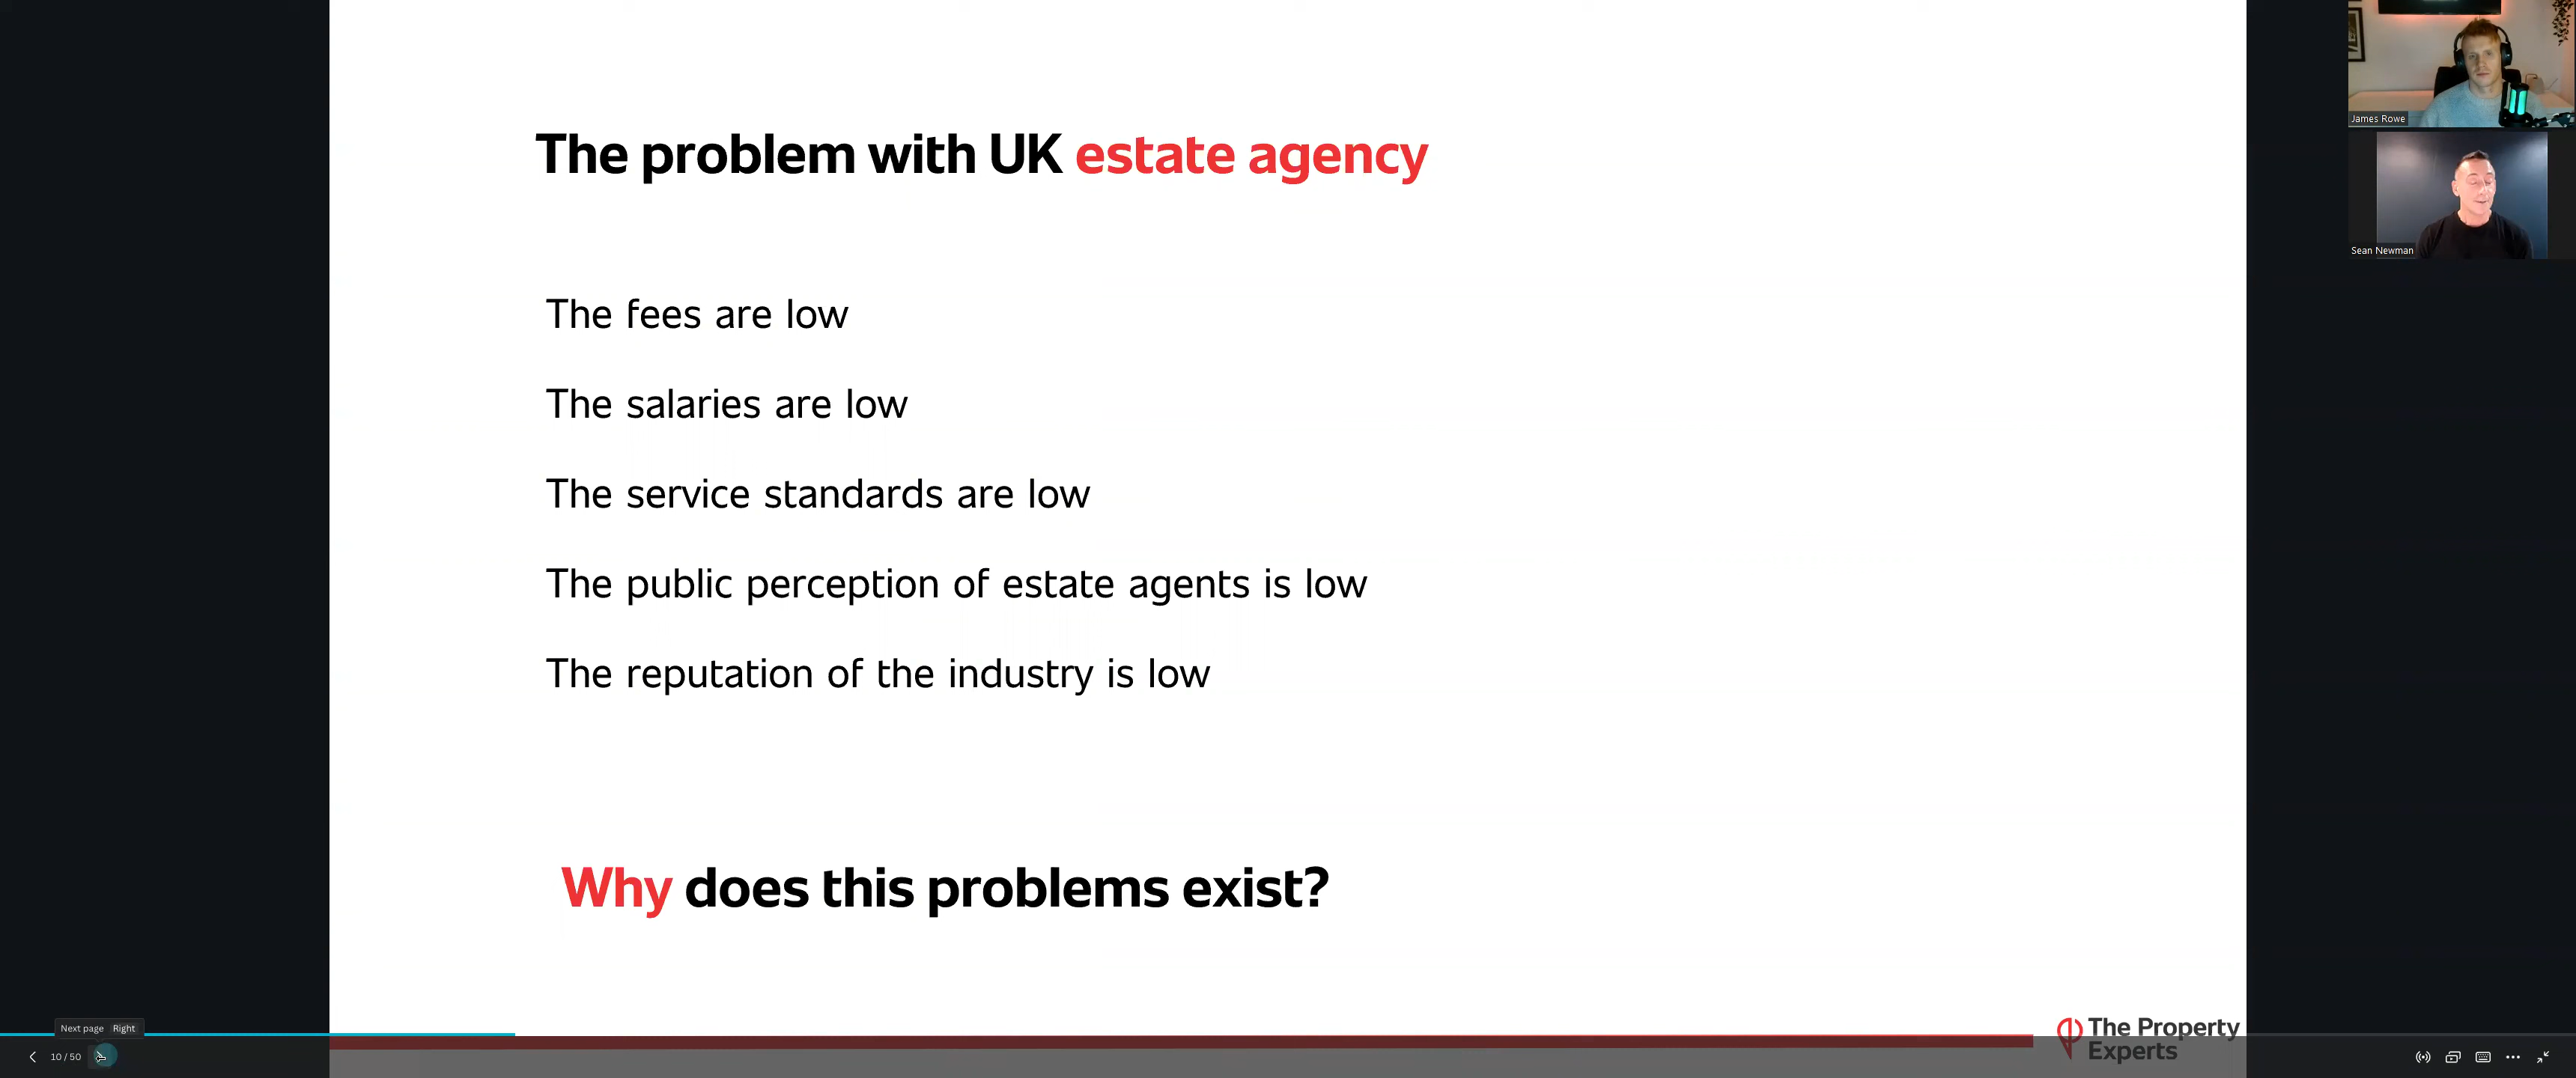 The problem with UK estate agency
James Rowe
Sean Newman
The fees are low
The salaries are low
The service standards are low
The public perception of estate agents is low
The reputation of the industry is low
Why does this problems exist?
The Property
Experts
Next page Right
10 / 50